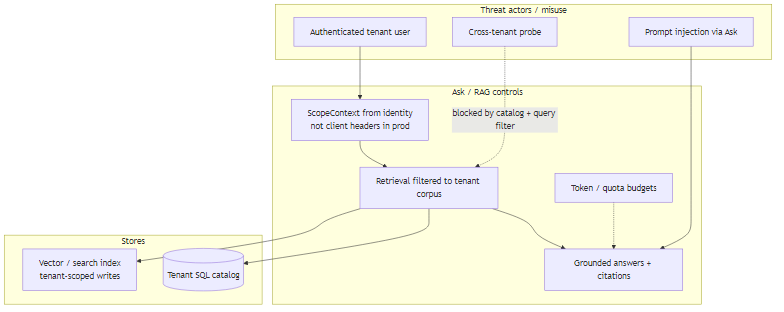 Threat actors / misuse
Authenticated tenant user
Cross-tenant probe
Prompt injection via Ask
Ask / RAG controls
ScopeContext from identity
not client headers in prod
blocked by catalog + query
filter
Retrieval filtered to tenant
corpus
Token / quota budgets
Stores
Vector / search index
tenant-scoped writes
Tenant SQL catalog
Grounded answers +
citations